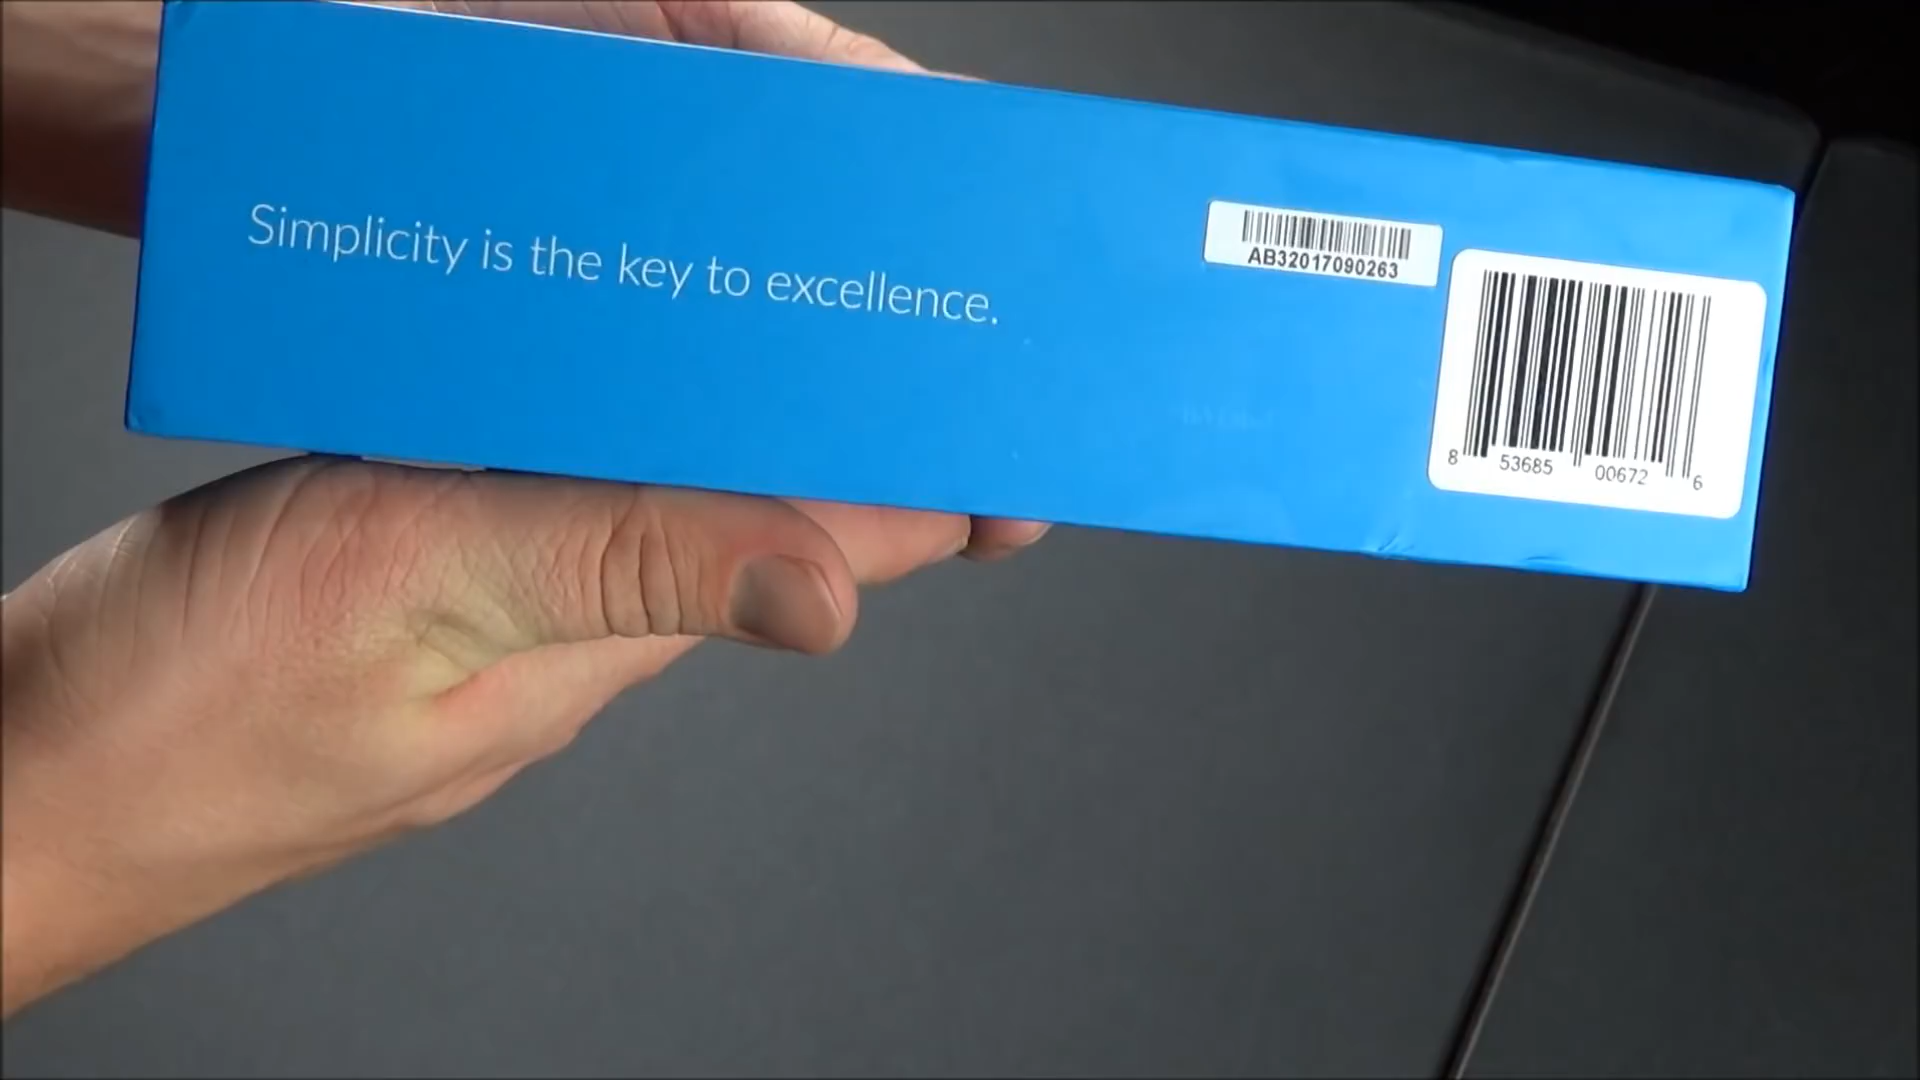 Simplicity is the key to excellence.
AB32017090263
8 53685 00672 6